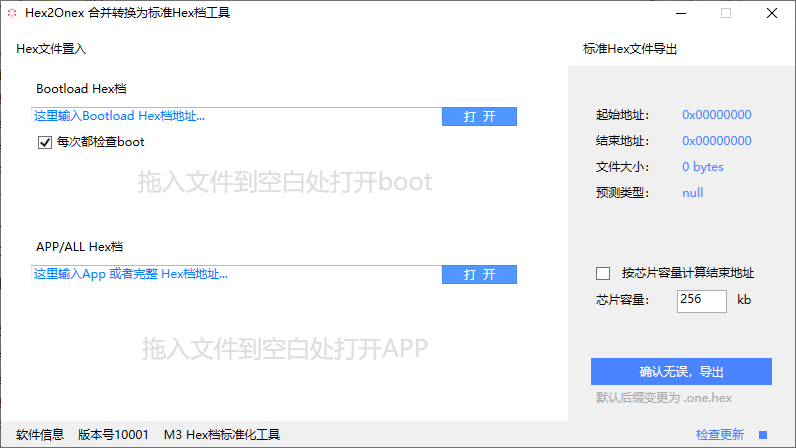 Hex2Onex 合并转换为标准Hex档工具
Hex文件置入
Bootload Hex档
这里输入Bootload Hex档地址...
打 开
每次都检查boot
拖入文件到空白处打开boot
APP/ALL Hex档
这里输入App 或者完整 Hex档地址...
打 开
拖入文件到空白处打开APP
标准Hex文件导出
起始地址: 0x00000000
结束地址: 0x00000000
文件大小: 0 bytes
预测类型: null
按芯片容量计算结束地址
芯片容量: 256 kb
确认无误，导出
默认后缀变更为 .one.hex
软件信息 版本号10001 M3 Hex档标准化工具
检查更新